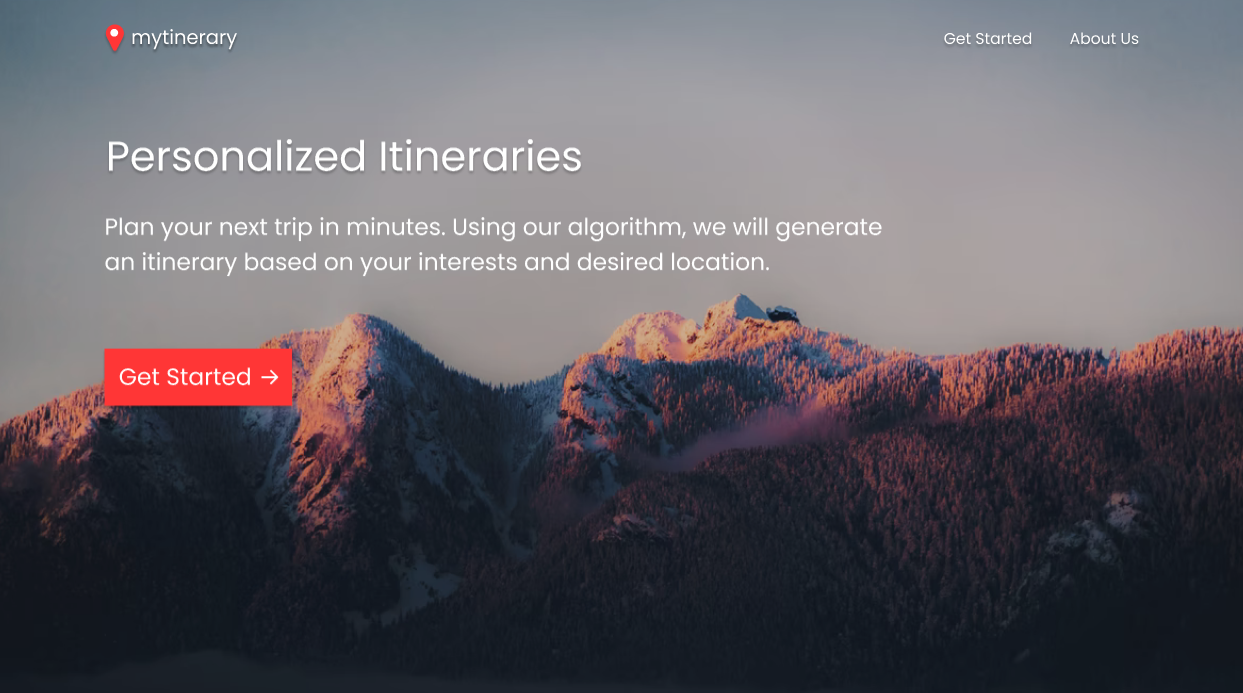 mytinerary
Get Started
About Us
Personalized Itineraries
Plan your next trip in minutes. Using our algorithm, we will generate
an itinerary based on your interests and desired location.
Get Started →